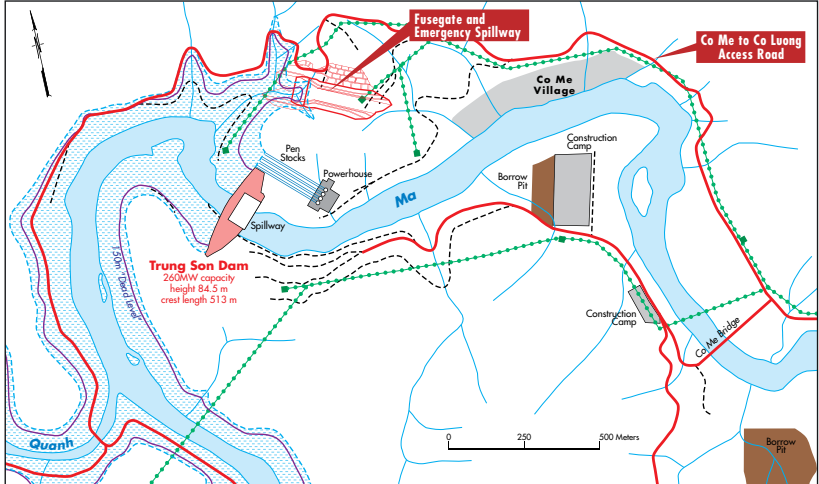 Fusegate and
Emergency Spillway
Co Me to Co Luong
Access Road
Co Me
Village
Construction
Camp
Pen
Stocks
Powerhouse
Borrow
Pit
Ma
Spillway
Trung Son Dam
260MW capacity
height 84.5 m
crest length 513 m
150m "Dead Level"
Construction
Camp
Co Me Bridge
Quanh
0 250 500 Meters
Borrow
Pit